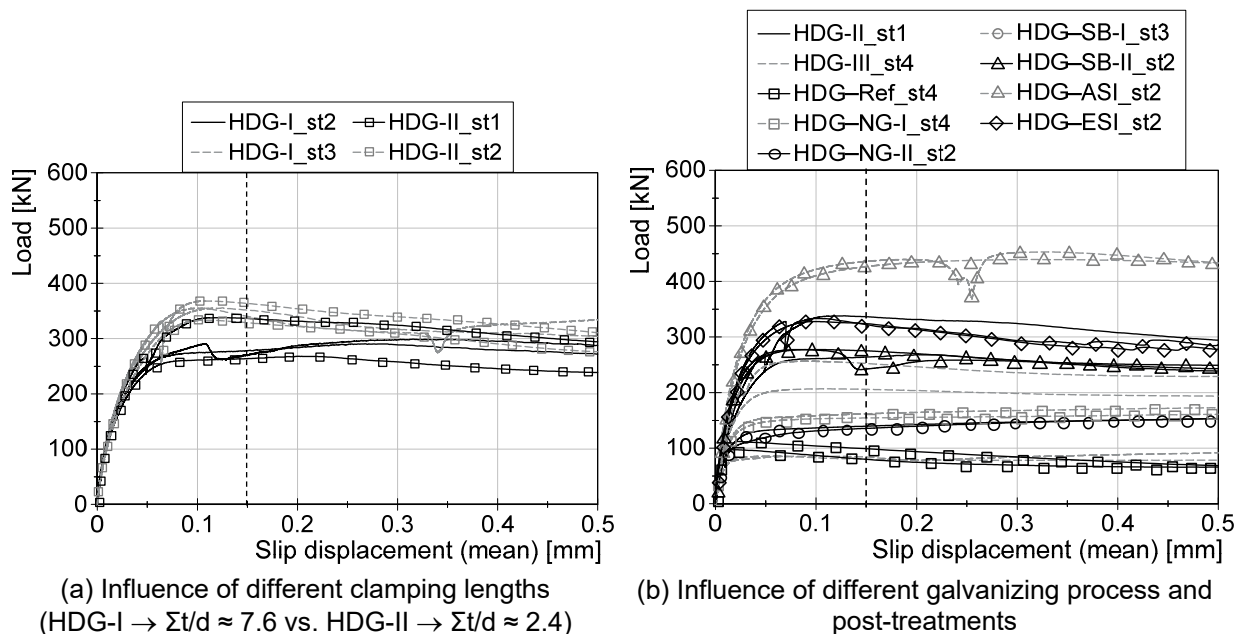 HDG-I_st2
HDG-II_st1
HDG-I_st3
HDG-II_st2
600
500
400
300
200
100
0
Load [kN]
0 0.1 0.2 0.3 0.4 0.5
Slip displacement (mean) [mm]
(a) Influence of different clamping lengths
(HDG-I → Σt/d ≈ 7.6 vs. HDG-II → Σt/d ≈ 2.4)
HDG-II_st1
HDG–SB-I_st3
HDG-III_st4
HDG–SB-II_st2
HDG–Ref_st4
HDG–ASI_st2
HDG–NG-I_st4
HDG–ESI_st2
HDG–NG-II_st2
600
500
400
300
200
100
0
Load [kN]
0 0.1 0.2 0.3 0.4 0.5
Slip displacement (mean) [mm]
(b) Influence of different galvanizing process and
post-treatments